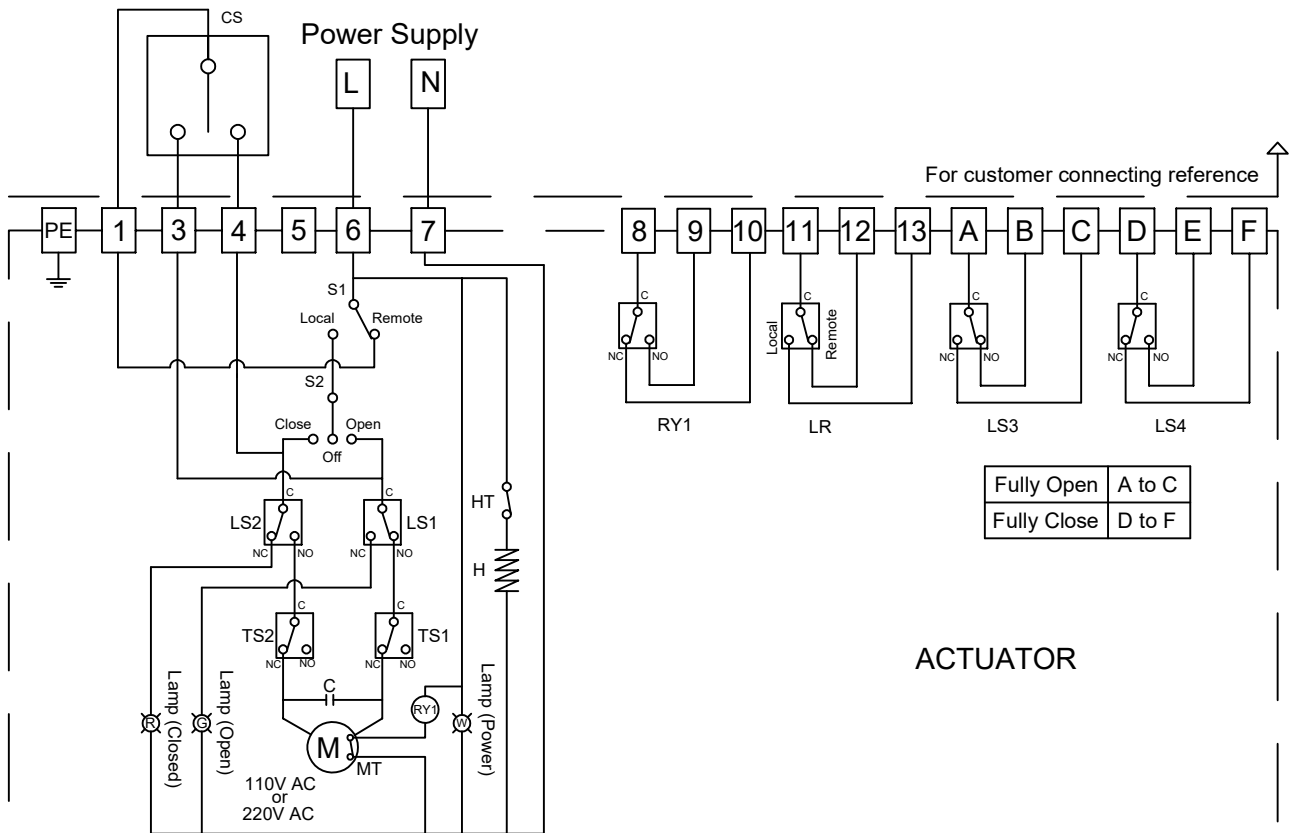 CS
Power Supply
L
N
For customer connecting reference
PE
1
3
4
5
6
7
8
9
10
11
12
13
A
B
C
D
E
F
S1
Local
Remote
S2
Close
Open
Off
C
NC
NO
RY1
C
Local
Remote
LR
C
NC
NO
LS3
C
NC
NO
LS4
Fully Open
A to C
Fully Close
D to F
C
LS2
NC
NO
C
LS1
NC
NO
HT
H
C
TS2
NC
NO
C
TS1
NC
NO
C
RY1
M
MT
110V AC
or
220V AC
R
Lamp (Closed)
G
Lamp (Open)
W
Lamp (Power)
ACTUATOR